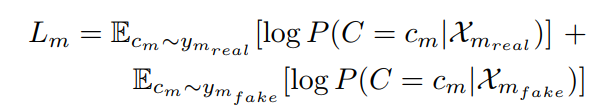 $L_m = \mathbb{E}_{c_m \sim y_{m_{real}}}[\log P(C = c_m | \mathcal{X}_{m_{real}})] +$
$\mathbb{E}_{c_m \sim y_{m_{fake}}}[\log P(C = c_m | \mathcal{X}_{m_{fake}})]$